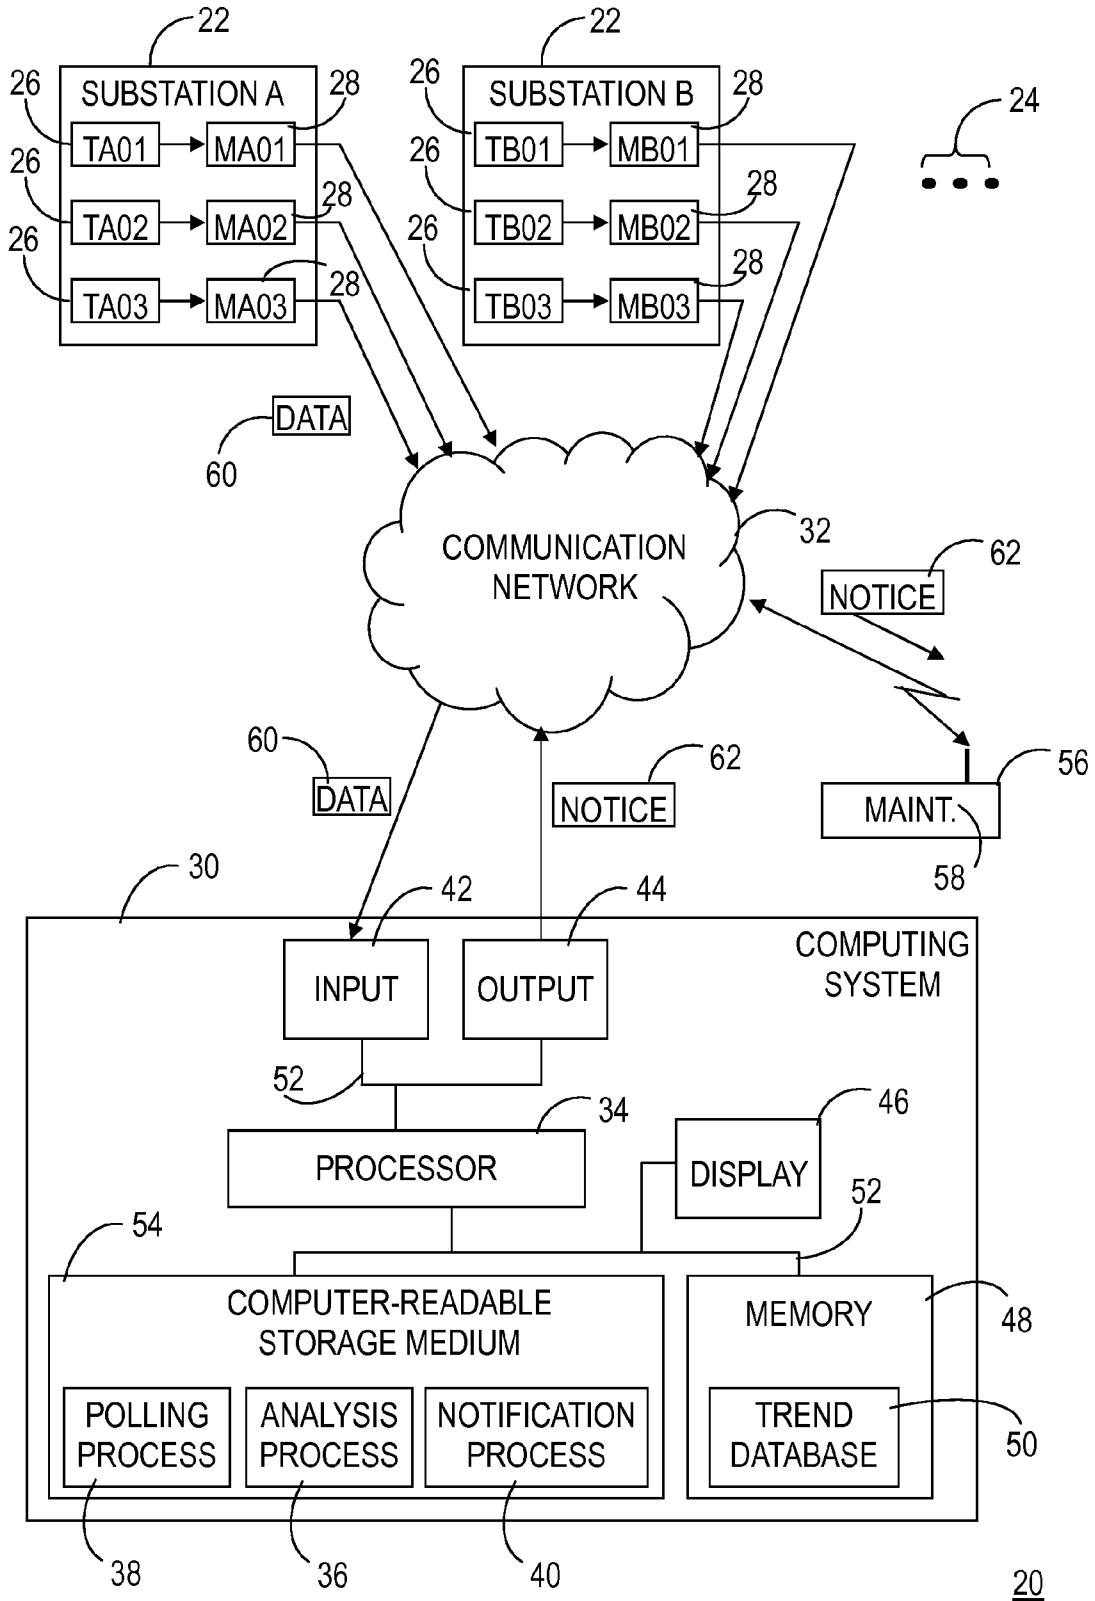 22
22
SUBSTATION A
SUBSTATION B
24
26
28
26
28
TA01
MA01
TB01
MB01
26
28
26
28
TA02
MA02
TB02
MB02
26
28
26
28
TA03
MA03
TB03
MB03
DATA
60
COMMUNICATION
NETWORK
32
62
NOTICE
60
DATA
62
NOTICE
56
MAINT.
58
30
42
44
COMPUTING
SYSTEM
INPUT
OUTPUT
52
34
46
PROCESSOR
DISPLAY
52
54
COMPUTER-READABLE
STORAGE MEDIUM
MEMORY
48
POLLING
PROCESS
ANALYSIS
PROCESS
NOTIFICATION
PROCESS
TREND
DATABASE
50
38
36
40
20